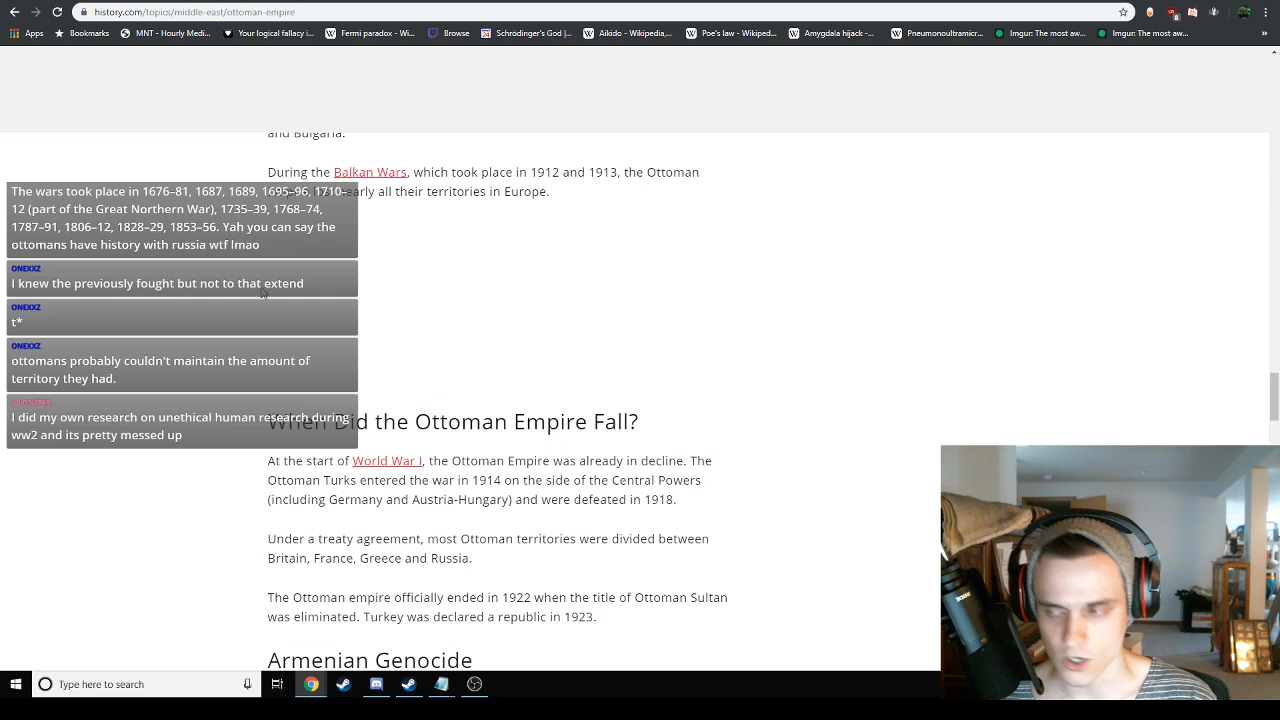 history.com/topics/middle-east/ottoman-empire
Apps
Bookmarks
MNT - Hourly Medi...
Your logical fallacy i...
Fermi paradox - Wi...
Browse
Schrödinger's God |...
Aikido - Wikipedia,...
Poe's law - Wikiped...
Amygdala hijack -...
Pneumonoultramicr...
Imgur: The most aw...
Imgur: The most aw...
»
and Bulgaria.
During the Balkan Wars, which took place in 1912 and 1913, the Ottoman
nearly all their territories in Europe.
The wars took place in 1676–81, 1687, 1689, 1695–96, 1710–
12 (part of the Great Northern War), 1735–39, 1768–74,
1787–91, 1806–12, 1828–29, 1853–56. Yah you can say the
ottomans have history with russia wtf lmao
ONEXXZ
I knew the previously fought but not to that extend
ONEXXZ
t*
ONEXXZ
ottomans probably couldn't maintain the amount of
territory they had.
I did my own research on unethical human research during
ww2 and its pretty messed up
When Did the Ottoman Empire Fall?
At the start of World War I, the Ottoman Empire was already in decline. The
Ottoman Turks entered the war in 1914 on the side of the Central Powers
(including Germany and Austria-Hungary) and were defeated in 1918.
Under a treaty agreement, most Ottoman territories were divided between
Britain, France, Greece and Russia.
The Ottoman empire officially ended in 1922 when the title of Ottoman Sultan
was eliminated. Turkey was declared a republic in 1923.
Armenian Genocide
Type here to search